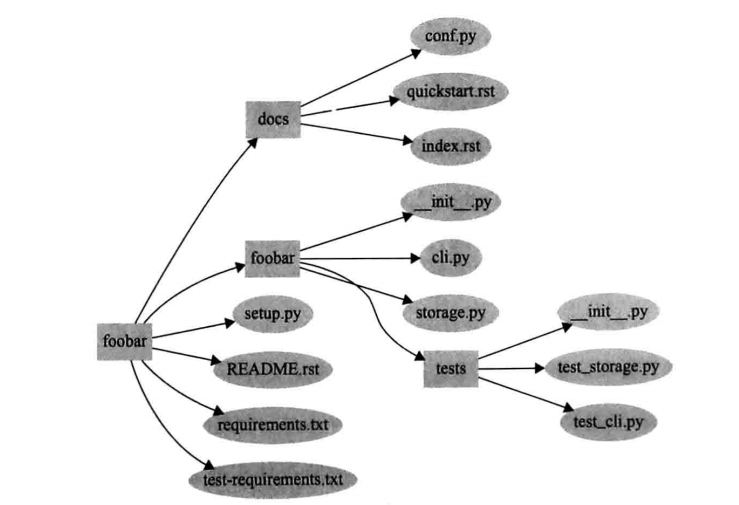 conf.py
quickstart.rst
docs
index.rst
__init__.py
foobar
cli.py
storage.py
setup.py
__init__.py
foobar
README.rst
tests
test_storage.py
requirements.txt
test_cli.py
test-requirements.txt